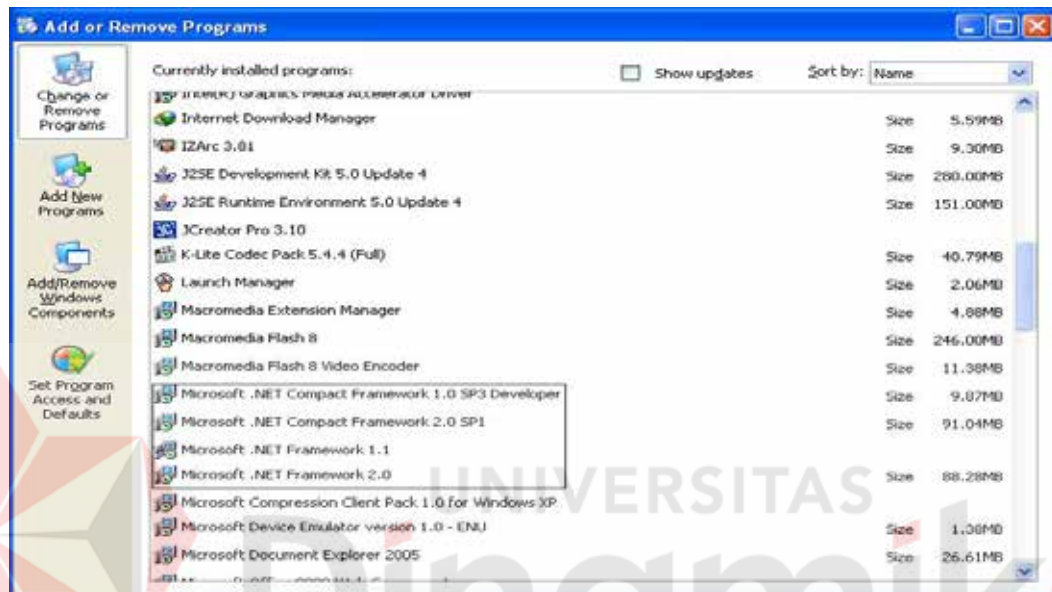 Add or Remove Programs
Change or
Remove
Programs
Add New
Programs
Add/Remove
Windows
Components
Set Program
Access and
Defaults
Currently installed programs:
Show updates
Sort by: Name
Intel(R) Graphics Media Accelerator Driver
Internet Download Manager Size 5.59MB
IZArc 3.81 Size 9.30MB
J2SE Development Kit 5.0 Update 4 Size 280.00MB
J2SE Runtime Environment 5.0 Update 4 Size 151.00MB
JCreator Pro 3.10
K-Lite Codec Pack 5.4.4 (Full) Size 40.79MB
Launch Manager Size 2.06MB
Macromedia Extension Manager Size 4.88MB
Macromedia Flash 8 Size 246.00MB
Macromedia Flash 8 Video Encoder Size 11.38MB
Microsoft .NET Compact Framework 1.0 SP3 Developer Size 9.87MB
Microsoft .NET Compact Framework 2.0 SP1 Size 91.04MB
Microsoft .NET Framework 1.1
Microsoft .NET Framework 2.0 Size 88.28MB
Microsoft Compression Client Pack 1.0 for Windows XP
Microsoft Device Emulator version 1.0 - ENU Size 1.38MB
Microsoft Document Explorer 2005 Size 26.61MB
UNIVERSITAS
Dinamik